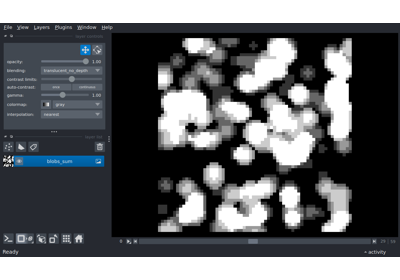 File View Layers Plugins Window Help
opacity: 1.00
blending: translucent_no_depth
contrast limits:
auto-contrast: once continuous
gamma: 1.00
colormap: gray
interpolation: nearest
blobs_sum
Ready
activity